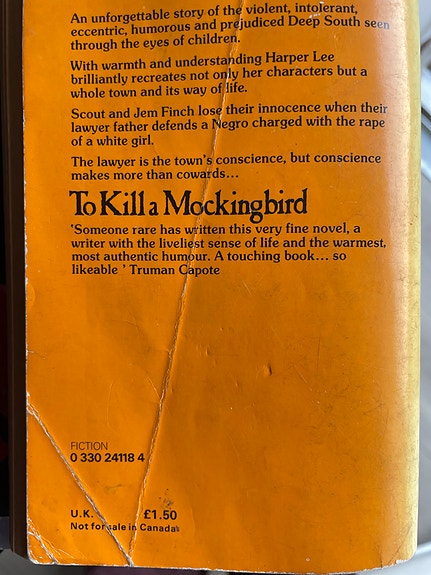 An unforgettable story of the violent, intolerant,
eccentric, humorous and prejudiced Deep South seen
through the eyes of children.
With warmth and understanding Harper Lee
brilliantly recreates not only her characters but a
whole town and its way of life.
Scout and Jem Finch lose their innocence when their
lawyer father defends a Negro charged with the rape
of a white girl.
The lawyer is the town's conscience, but conscience
makes more than cowards...
To Kill a Mockingbird
'Someone rare has written this very fine novel, a
writer with the liveliest sense of life and the warmest,
most authentic humour. A touching book... so
likeable ' Truman Capote
FICTION
0 330 24118 4
U.K. £1.50
Not for sale in Canada